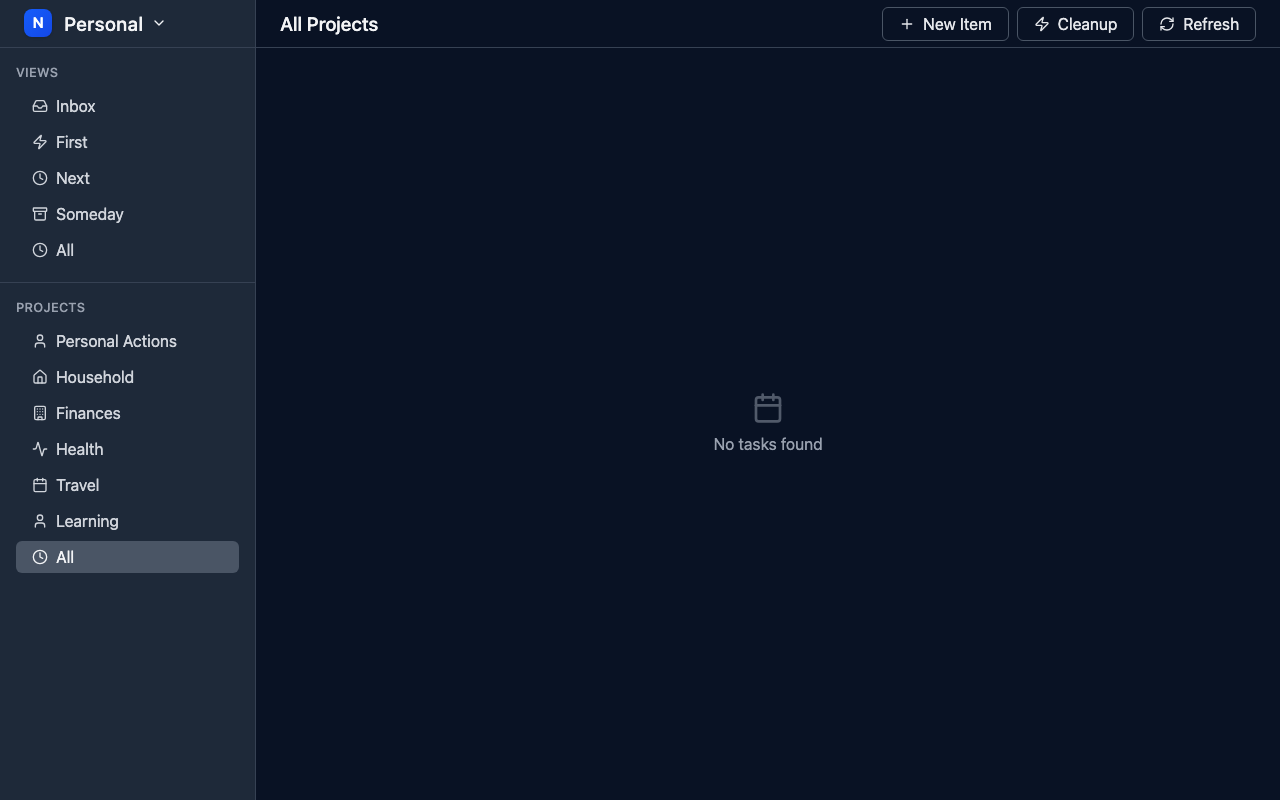 N Personal
All Projects
New Item
Cleanup
Refresh
VIEWS
Inbox
First
Next
Someday
All
PROJECTS
Personal Actions
Household
Finances
Health
Travel
Learning
All
No tasks found